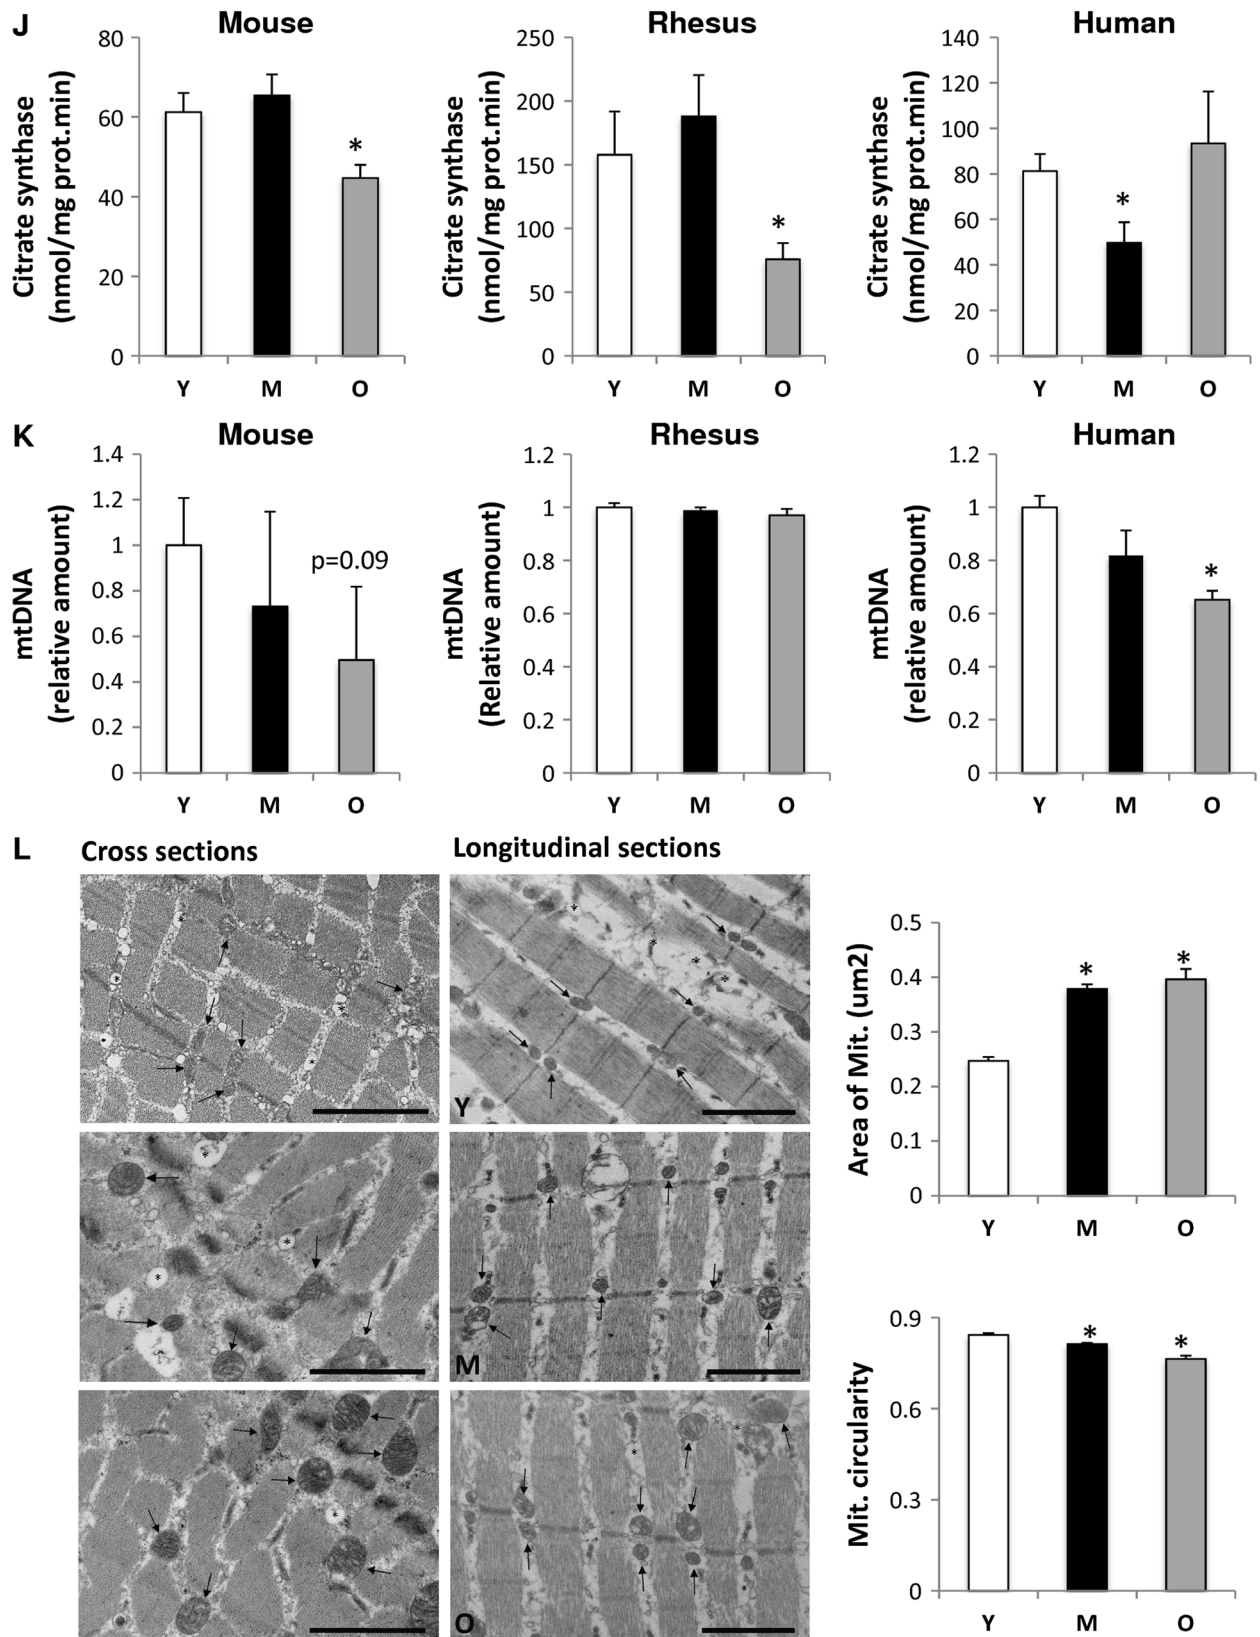 J
Mouse
Rhesus
Human
Citrate synthase
(nmol/mg prot.min)
80
60
40
20
0
*
Y M O
Citrate synthase
(nmol/mg prot.min)
250
200
150
100
50
0
*
Y M O
Citrate synthase
(nmol/mg prot.min)
140
120
100
80
60
40
20
0
*
Y M O
K
Mouse
Rhesus
Human
mtDNA
(relative amount)
1.4
1.2
1
0.8
0.6
0.4
0.2
0
p=0.09
Y M O
mtDNA
(Relative amount)
1.2
1
0.8
0.6
0.4
0.2
0
Y M O
mtDNA
(relative amount)
1.2
1
0.8
0.6
0.4
0.2
0
*
Y M O
L
Cross sections
Longitudinal sections
Y
M
O
Area of Mit. (um2)
0.5
0.4
0.3
0.2
0.1
0
* *
Y M O
Mit. circularity
0.9
0.6
0.3
0
* *
Y M O